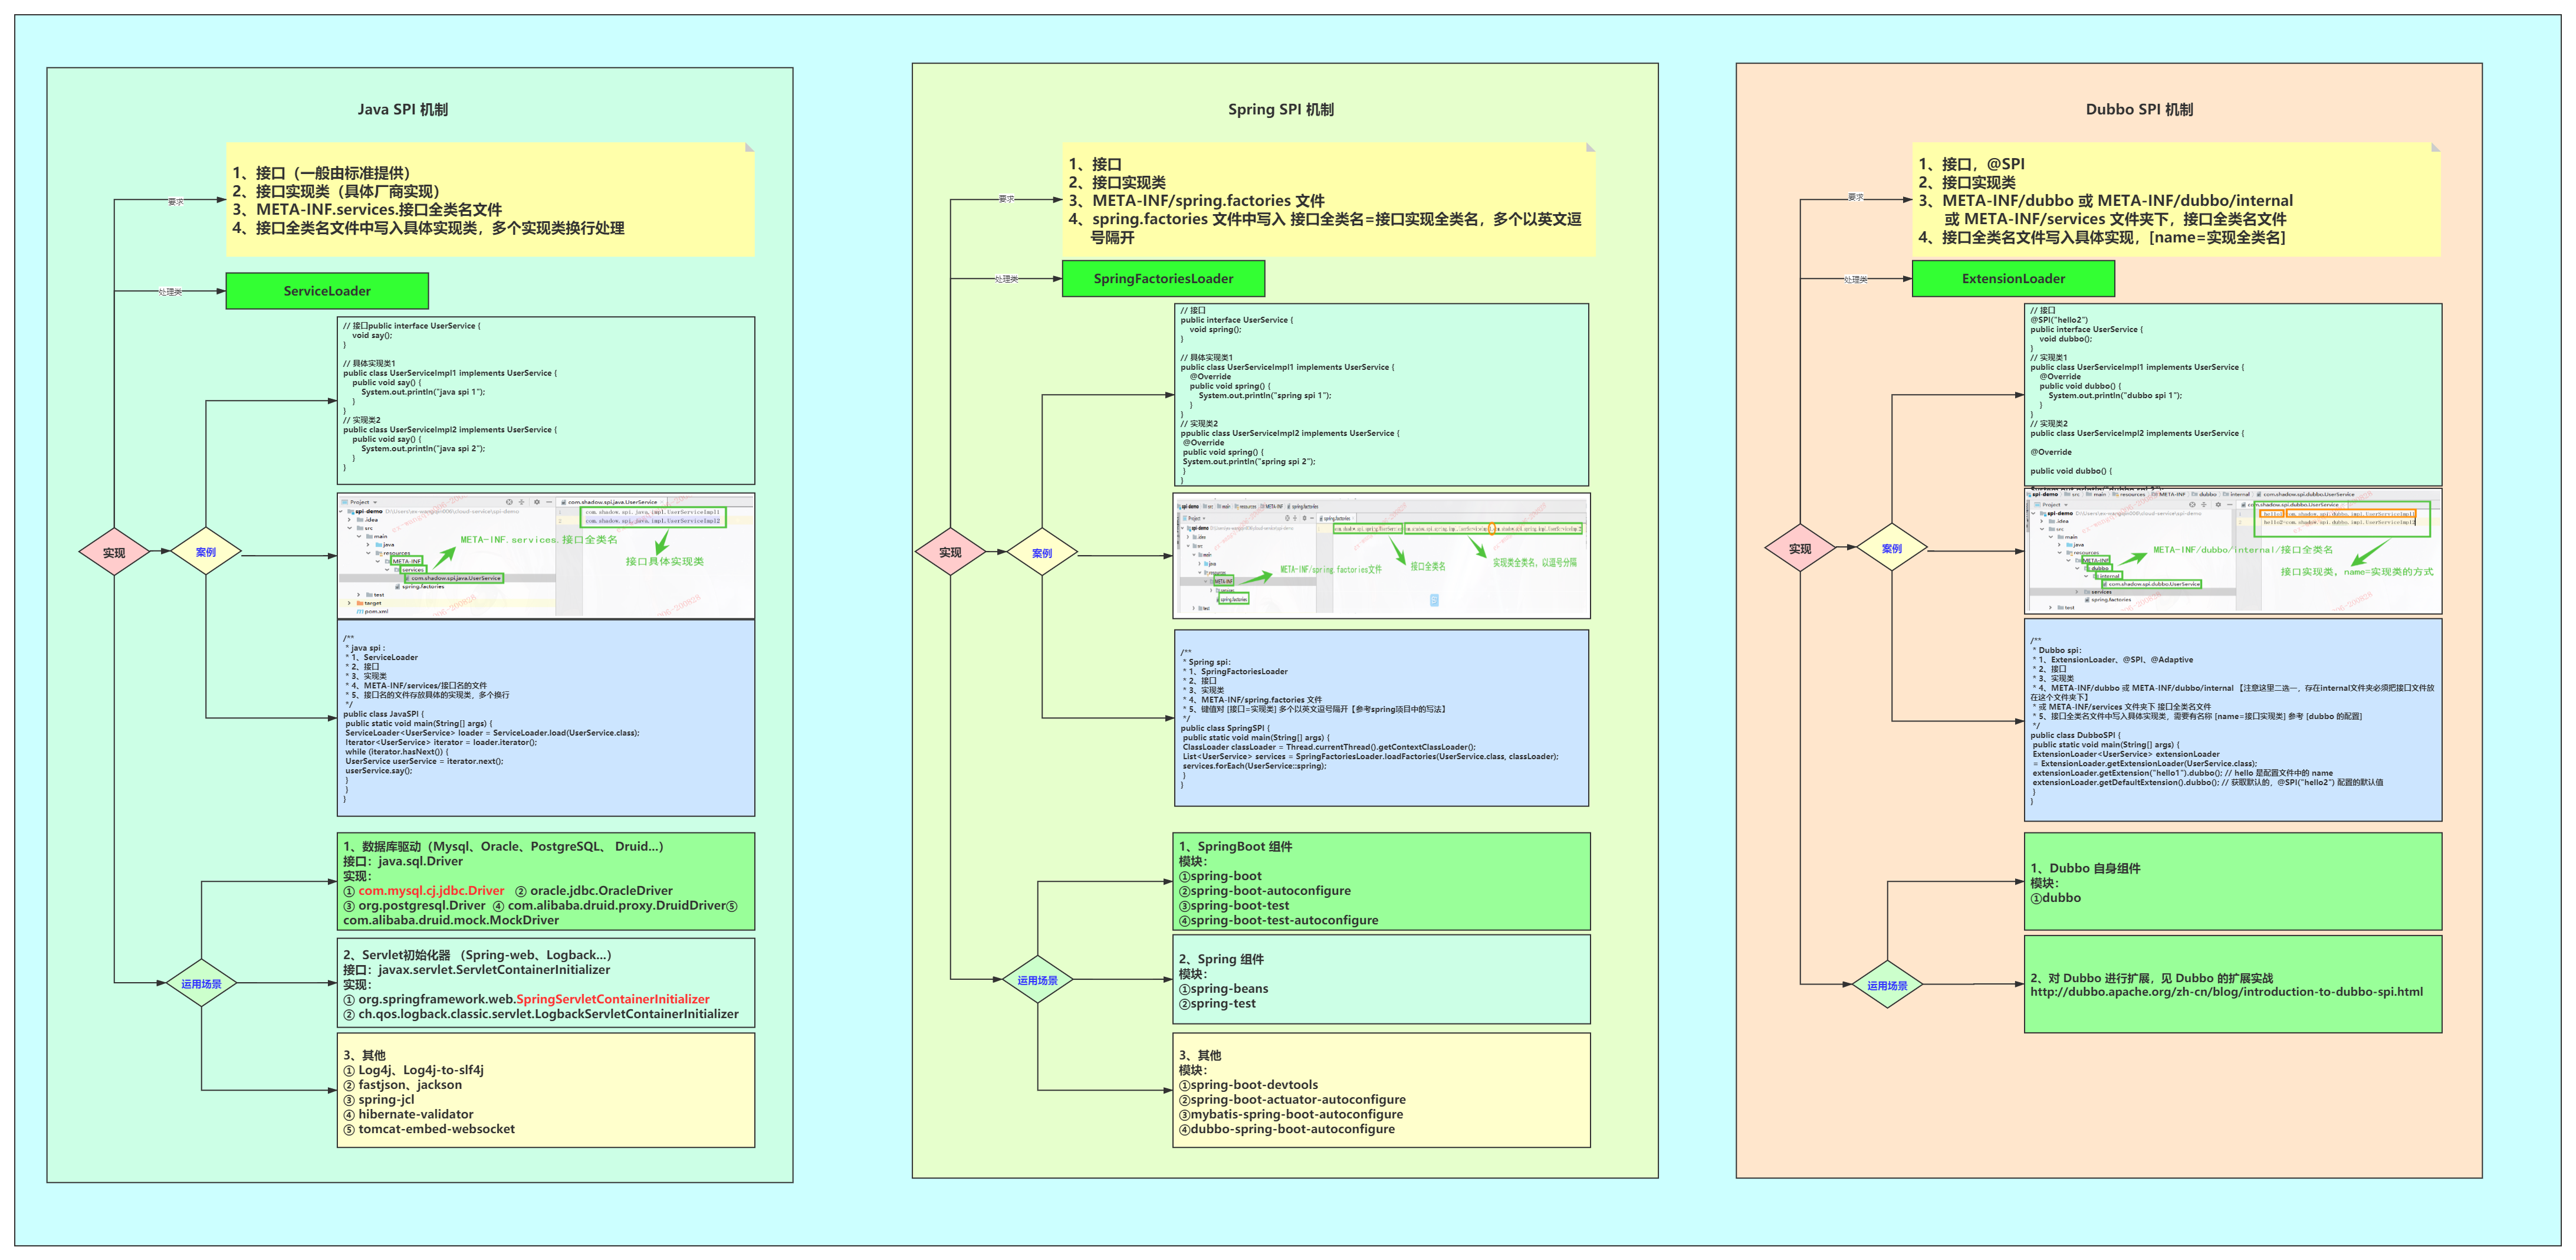 Java SPI 机制
要求
1、接口（一般由标准提供）
2、接口实现类（具体厂商实现）
3、META-INF.services.接口全类名文件
4、接口全类名文件中写入具体实现类，多个实现类换行处理
处理类
ServiceLoader
// 接口public interface UserService {
void say();
}
// 具体实现类1
public class UserServiceImpl1 implements UserService {
public void say() {
System.out.println("java spi 1");
}
}
// 实现类2
public class UserServiceImpl2 implements UserService {
public void say() {
System.out.println("java spi 2");
}
}
实现
案例
Project
com.shadow.spi.java.UserService
spi-demo
.idea
src
main
java
resources
META-INF
services
com.shadow.spi.java.UserService
spring.factories
test
target
pom.xml
1 com.shadow.spi.java.impl.UserServiceImpl1
2 com.shadow.spi.java.impl.UserServiceImpl2
META-INF.services.接口全类名
接口具体实现类
/**
* java spi :
* 1、ServiceLoader
* 2、接口
* 3、实现类
* 4、META-INF/services/接口名的文件
* 5、接口名的文件存放具体的实现类，多个换行
*/
public class JavaSPI {
public static void main(String[] args) {
ServiceLoader<UserService> loader = ServiceLoader.load(UserService.class);
Iterator<UserService> iterator = loader.iterator();
while (iterator.hasNext()) {
UserService userService = iterator.next();
userService.say();
}
}
}
运用场景
1、数据库驱动（Mysql、Oracle、PostgreSQL、 Druid...）
接口：java.sql.Driver
实现：
① com.mysql.cj.jdbc.Driver ② oracle.jdbc.OracleDriver
③ org.postgresql.Driver ④ com.alibaba.druid.proxy.DruidDriver⑤
com.alibaba.druid.mock.MockDriver
2、Servlet初始化器 （Spring-web、Logback...）
接口：javax.servlet.ServletContainerInitializer
实现：
① org.springframework.web.SpringServletContainerInitializer
② ch.qos.logback.classic.servlet.LogbackServletContainerInitializer
3、其他
① Log4j、Log4j-to-slf4j
② fastjson、jackson
③ spring-jcl
④ hibernate-validator
⑤ tomcat-embed-websocket
Spring SPI 机制
要求
1、接口
2、接口实现类
3、META-INF/spring.factories 文件
4、spring.factories 文件中写入 接口全类名=接口实现全类名，多个以英文逗
号隔开
处理类
SpringFactoriesLoader
// 接口
public interface UserService {
void spring();
}
// 具体实现类1
public class UserServiceImpl1 implements UserService {
@Override
public void spring() {
System.out.println("spring spi 1");
}
}
// 实现类2
ppublic class UserServiceImpl2 implements UserService {
@Override
public void spring() {
System.out.println("spring spi 2");
}
}
实现
案例
spi-demo src main resources META-INF spring.factories
Project
spring.factories
spi-demo
.idea
src
main
java
resources
META-INF
services
spring.factories
test
META-INF/spring.factories文件
接口全类名
实现类全类名，以逗号分隔
/**
* Spring spi：
* 1、SpringFactoriesLoader
* 2、接口
* 3、实现类
* 4、META-INF/spring.factories 文件
* 5、键值对 [接口=实现类] 多个以英文逗号隔开【参考spring项目中的写法】
*/
public class SpringSPI {
public static void main(String[] args) {
ClassLoader classLoader = Thread.currentThread().getContextClassLoader();
List<UserService> services = SpringFactoriesLoader.loadFactories(UserService.class, classLoader);
services.forEach(UserService::spring);
}
}
运用场景
1、SpringBoot 组件
模块：
①spring-boot
②spring-boot-autoconfigure
③spring-boot-test
④spring-boot-test-autoconfigure
2、Spring 组件
模块：
①spring-beans
②spring-test
3、其他
模块：
①spring-boot-devtools
②spring-boot-actuator-autoconfigure
③mybatis-spring-boot-autoconfigure
④dubbo-spring-boot-autoconfigure
Dubbo SPI 机制
要求
1、接口，@SPI
2、接口实现类
3、META-INF/dubbo 或 META-INF/dubbo/internal
或 META-INF/services 文件夹下，接口全类名文件
4、接口全类名文件写入具体实现，[name=实现全类名]
处理类
ExtensionLoader
// 接口
@SPI("hello2")
public interface UserService {
void dubbo();
}
// 实现类1
public class UserServiceImpl1 implements UserService {
@Override
public void dubbo() {
System.out.println("dubbo spi 1");
}
}
// 实现类2
public class UserServiceImpl2 implements UserService {
@Override
public void dubbo() {
实现
案例
spi-demo src main resources META-INF dubbo internal com.shadow.spi.dubbo.UserService
Project
com.shadow.spi.dubbo.UserService
spi-demo
.idea
src
main
java
resources
META-INF
dubbo
internal
com.shadow.spi.dubbo.UserService
services
spring.factories
test
hello1=com.shadow.spi.dubbo.impl.UserServiceImpl1
hello2=com.shadow.spi.dubbo.impl.UserServiceImpl2
META-INF/dubbo/internal/接口全类名
接口实现类，name=实现类的方式
/**
* Dubbo spi：
* 1、ExtensionLoader、@SPI、@Adaptive
* 2、接口
* 3、实现类
* 4、META-INF/dubbo 或 META-INF/dubbo/internal 【注意这里二选一，存在internal文件夹必须把接口文件放
在这个文件夹下】
* 或 META-INF/services 文件夹下 接口全类名文件
* 5、接口全类名文件中写入具体实现类，需要有名称 [name=接口实现类] 参考 [dubbo 的配置]
*/
public class DubboSPI {
public static void main(String[] args) {
ExtensionLoader<UserService> extensionLoader
= ExtensionLoader.getExtensionLoader(UserService.class);
extensionLoader.getExtension("hello1").dubbo(); // hello 是配置文件中的 name
extensionLoader.getDefaultExtension().dubbo(); // 获取默认的，@SPI("hello2") 配置的默认值
}
}
运用场景
1、Dubbo 自身组件
模块：
①dubbo
2、对 Dubbo 进行扩展，见 Dubbo 的扩展实战
http://dubbo.apache.org/zh-cn/blog/introduction-to-dubbo-spi.html